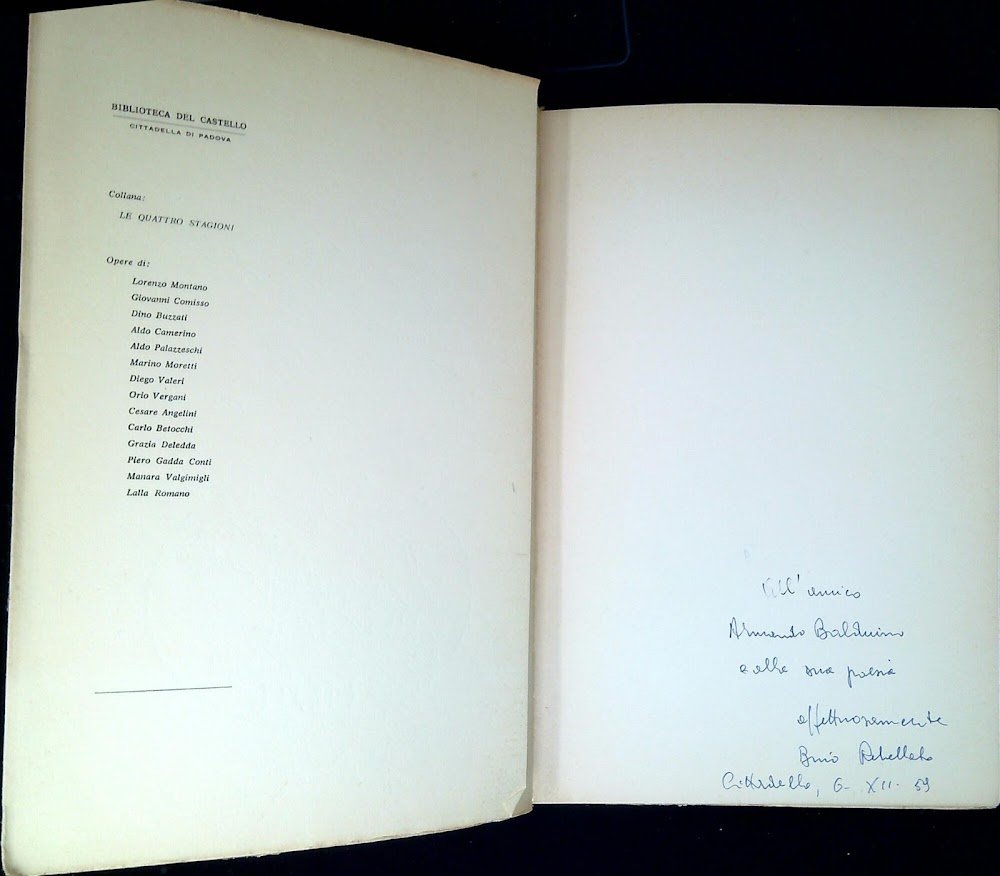 BIBLIOTECA DEL CASTELLO
CITTADELLA DI PADOVA
Collana:
LE QUATTRO STAGIONI
Opere di:
Lorenzo Montano
Giovanni Comisso
Dino Buzzati
Aldo Camerino
Aldo Palazzeschi
Marino Moretti
Diego Valeri
Orio Vergani
Cesare Angelini
Carlo Betocchi
Grazia Deledda
Piero Gadda Conti
Manara Valgimigli
Lalla Romano
All'amico
Armando Balduino
e alla sua poesia
affettuosamente
Bino Rebellato
Cittadella, 6- XII- 59